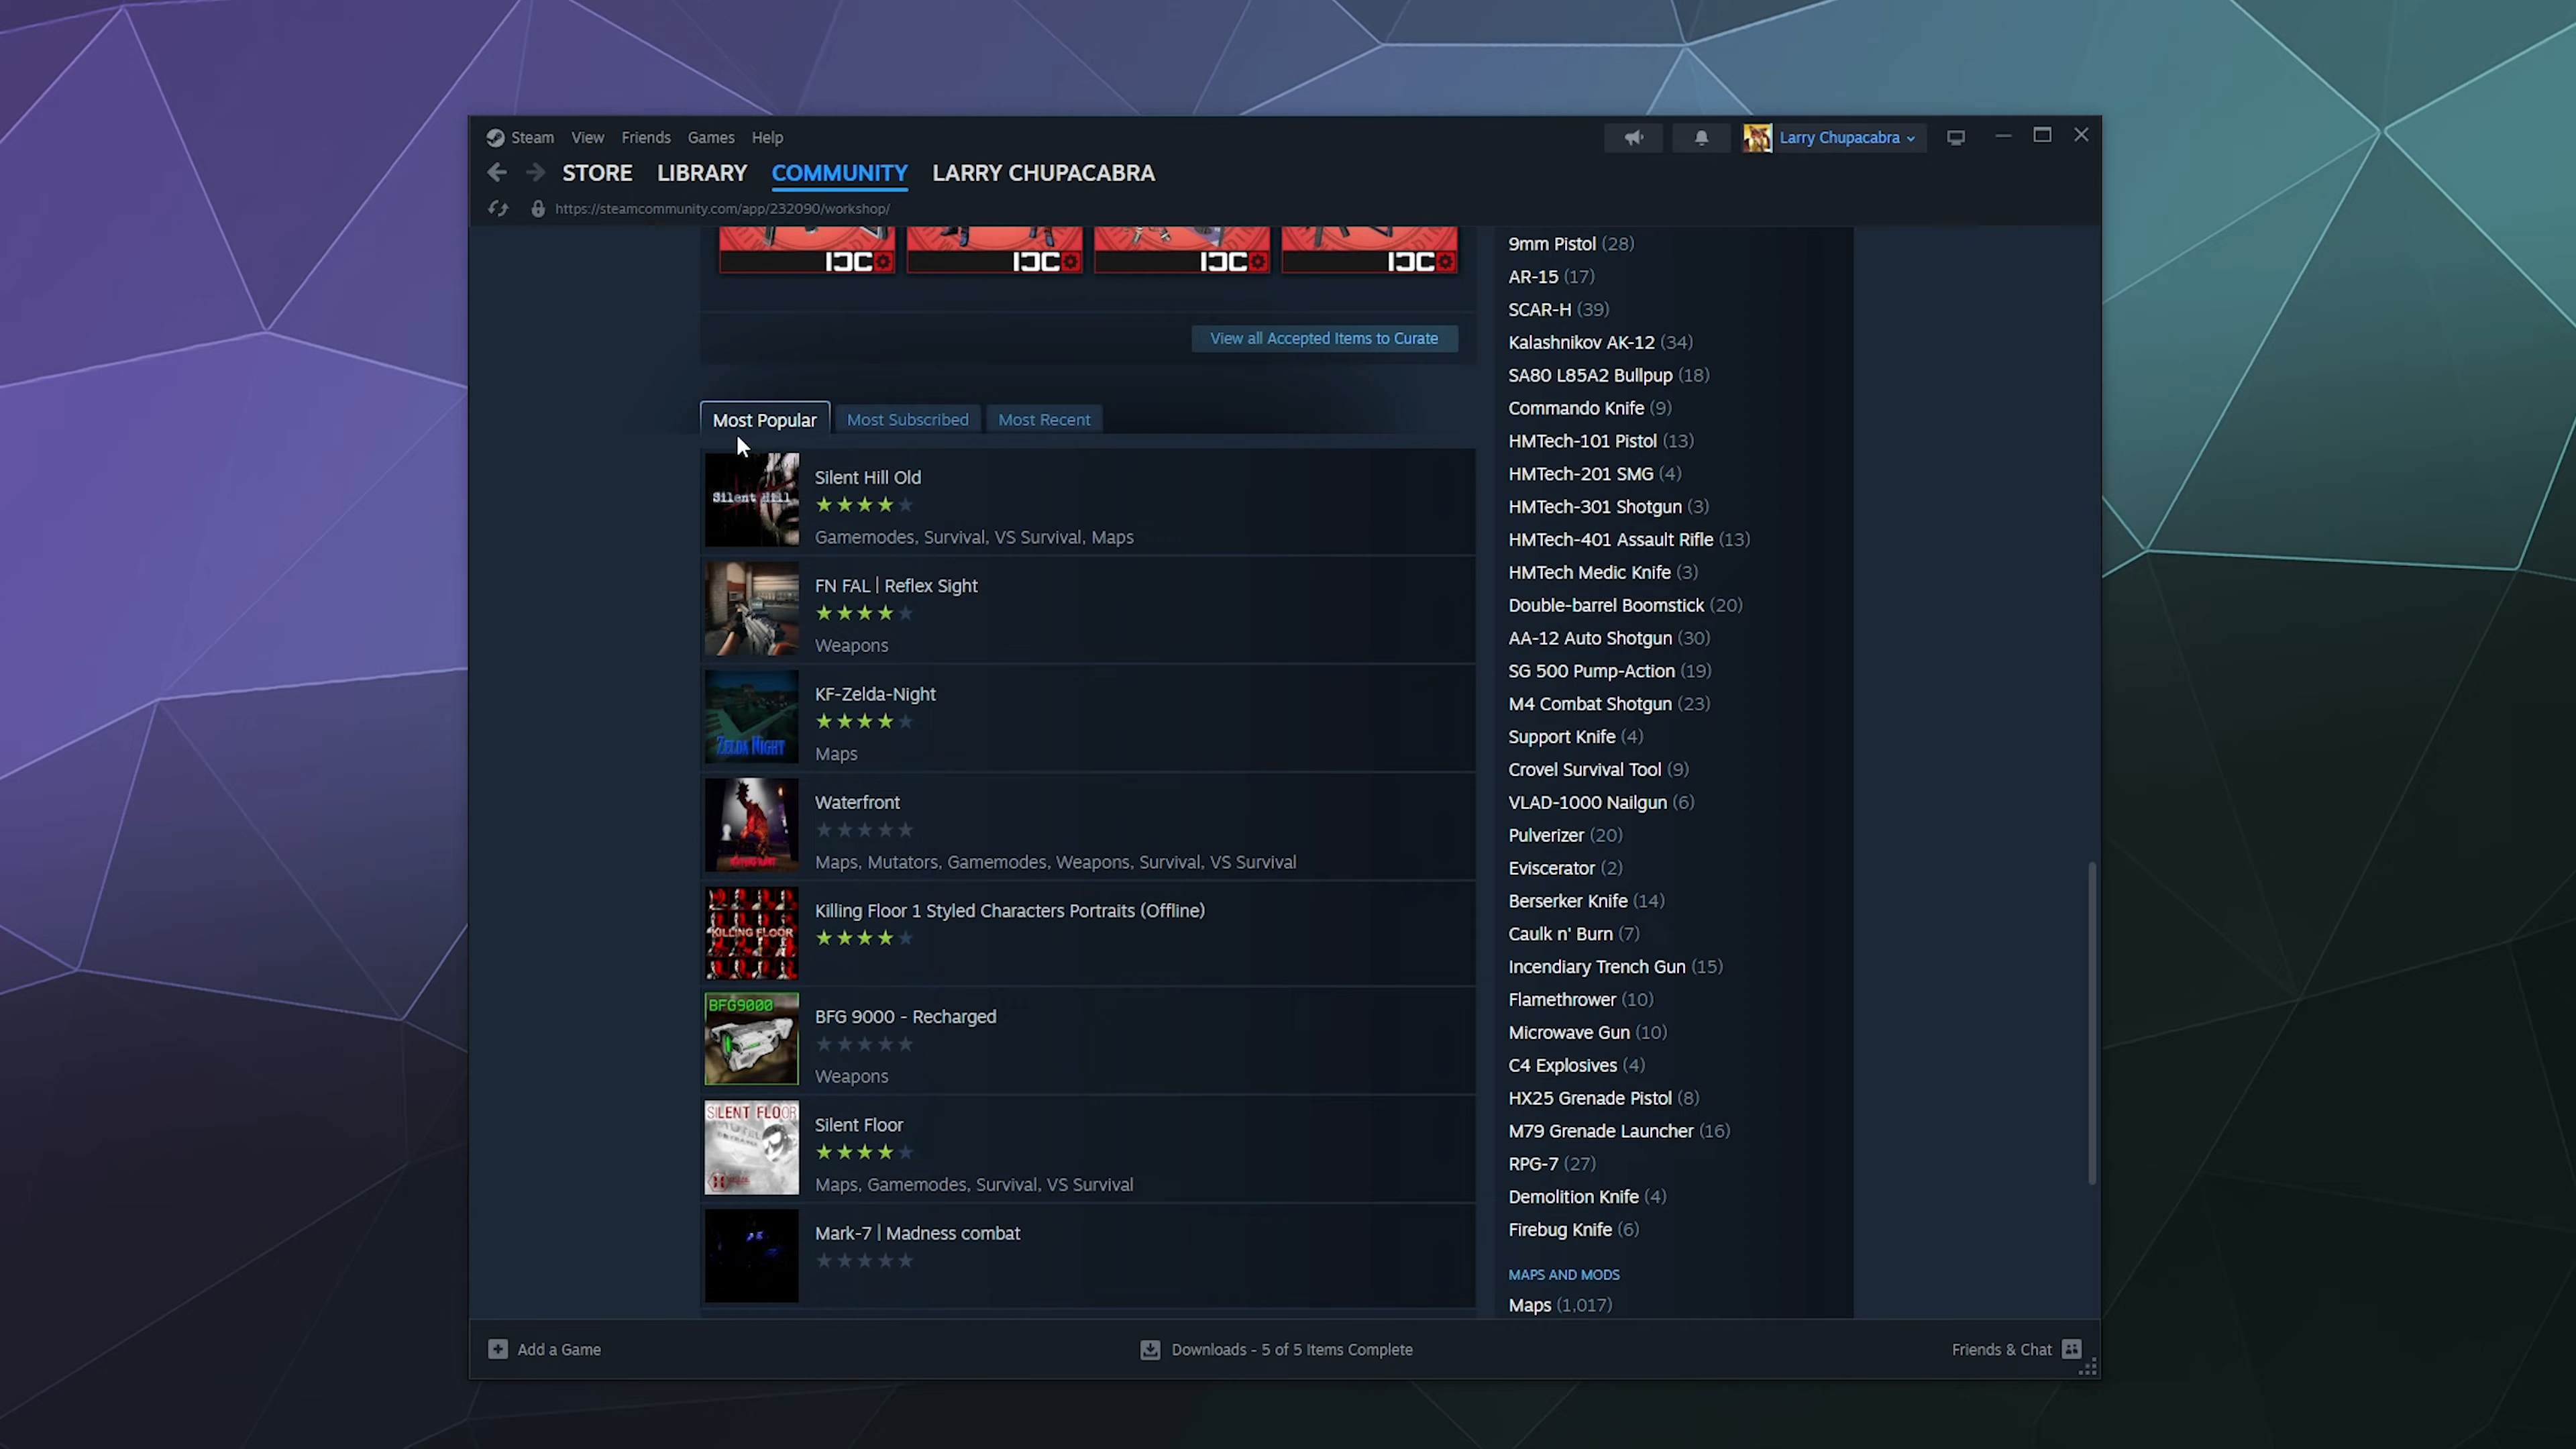 Steam View Friends Games Help
Larry Chupacabra
STORE LIBRARY COMMUNITY LARRY CHUPACABRA
https://steamcommunity.com/app/232090/workshop/
View all Accepted Items to Curate
Most Popular Most Subscribed Most Recent
Silent Hill
Silent Hill Old
Gamemodes, Survival, VS Survival, Maps
FN FAL | Reflex Sight
Weapons
ZELDA NIGHT
KF-Zelda-Night
Maps
Waterfront
Maps, Mutators, Gamemodes, Weapons, Survival, VS Survival
KILLING FLOOR
Killing Floor 1 Styled Characters Portraits (Offline)
BFG9000
BFG 9000 - Recharged
Weapons
SILENT FLOOR
Silent Floor
Maps, Gamemodes, Survival, VS Survival
Mark-7 | Madness combat
9mm Pistol (28)
AR-15 (17)
SCAR-H (39)
Kalashnikov AK-12 (34)
SA80 L85A2 Bullpup (18)
Commando Knife (9)
HMTech-101 Pistol (13)
HMTech-201 SMG (4)
HMTech-301 Shotgun (3)
HMTech-401 Assault Rifle (13)
HMTech Medic Knife (3)
Double-barrel Boomstick (20)
AA-12 Auto Shotgun (30)
SG 500 Pump-Action (19)
M4 Combat Shotgun (23)
Support Knife (4)
Crovel Survival Tool (9)
VLAD-1000 Nailgun (6)
Pulverizer (20)
Eviscerator (2)
Berserker Knife (14)
Caulk n' Burn (7)
Incendiary Trench Gun (15)
Flamethrower (10)
Microwave Gun (10)
C4 Explosives (4)
HX25 Grenade Pistol (8)
M79 Grenade Launcher (16)
RPG-7 (27)
Demolition Knife (4)
Firebug Knife (6)
MAPS AND MODS
Maps (1,017)
Add a Game
Downloads - 5 of 5 Items Complete
Friends & Chat